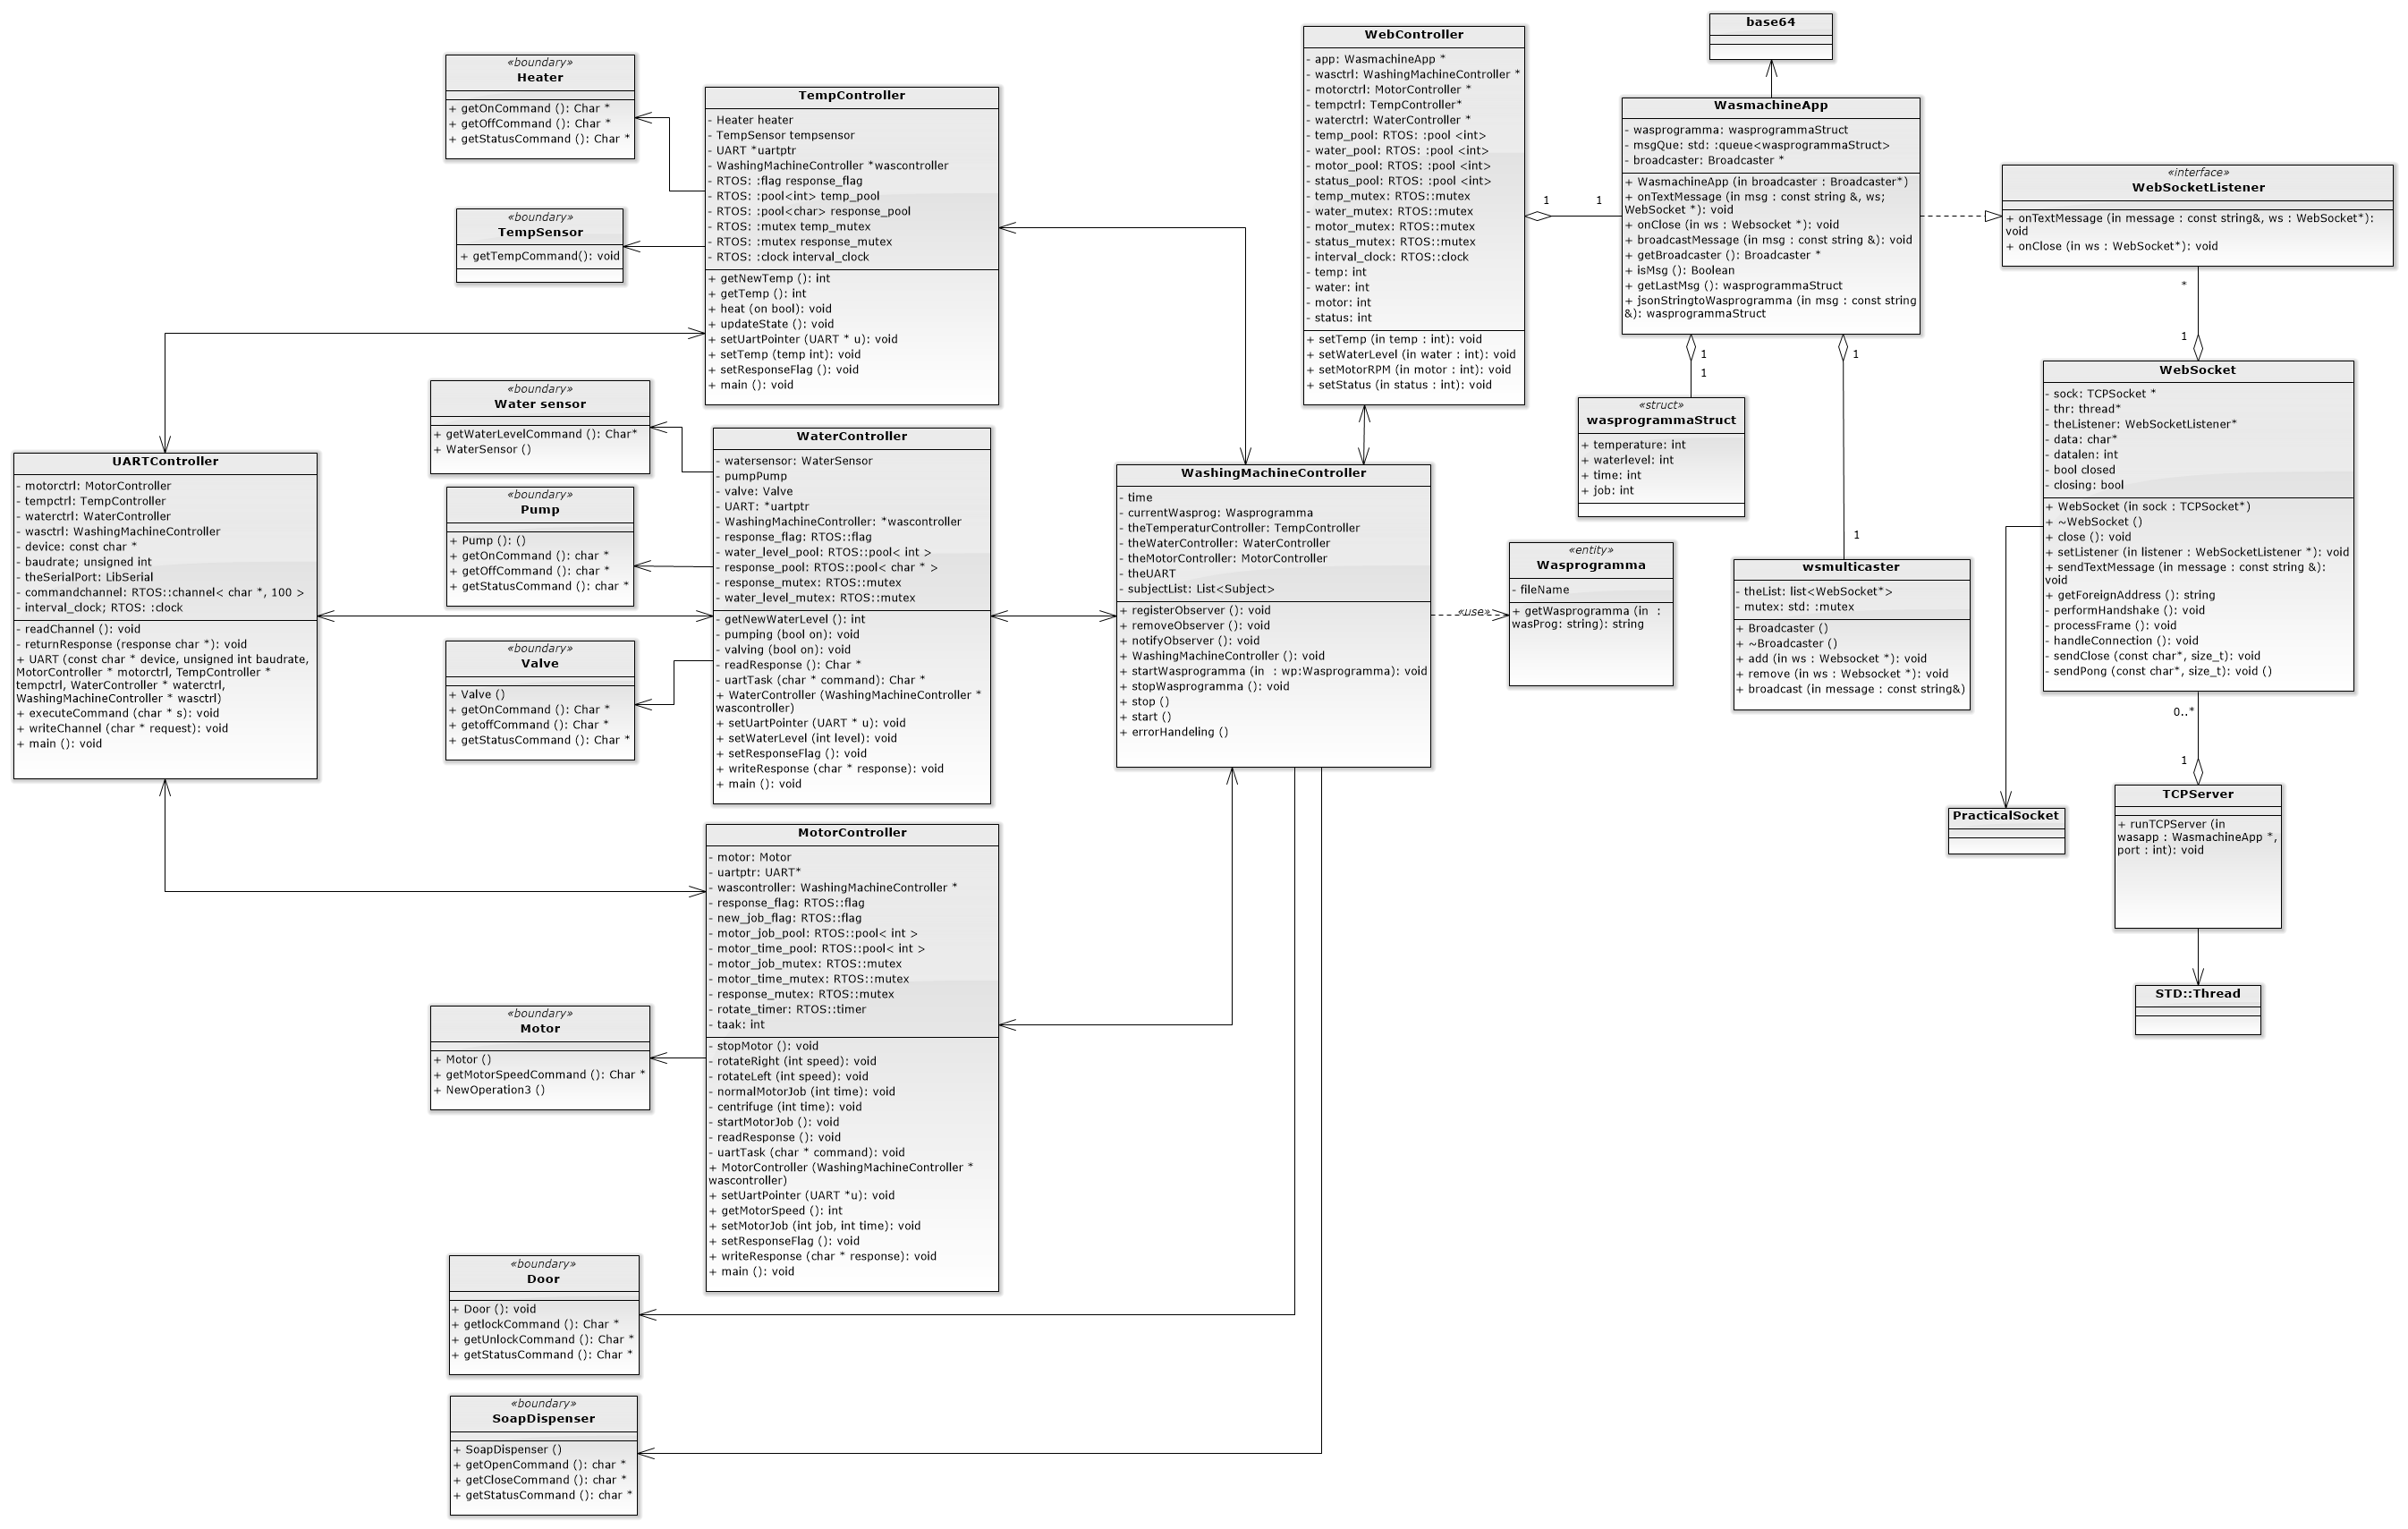 «boundary»
Heater
+ getOnCommand (): Char *
+ getOffCommand (): Char *
+ getStatusCommand (): Char *
«boundary»
TempSensor
+ getTempCommand(): void
TempController
- Heater heater
- TempSensor tempsensor
- UART *uartptr
- WashingMachineController *wascontroller
- RTOS: :flag response_flag
- RTOS: :pool<int> temp_pool
- RTOS: :pool<char> response_pool
- RTOS: :mutex temp_mutex
- RTOS: :mutex response_mutex
- RTOS: :clock interval_clock
+ getNewTemp (): int
+ getTemp (): int
+ heat (on bool): void
+ updateState (): void
+ setUartPointer (UART * u): void
+ setTemp (temp int): void
+ setResponseFlag (): void
+ main (): void
«boundary»
Water sensor
+ getWaterLevelCommand (): Char*
+ WaterSensor ()
«boundary»
Pump
+ Pump (): ()
+ getOnCommand (): char *
+ getOffCommand (): char *
+ getStatusCommand (): char *
«boundary»
Valve
+ Valve ()
+ getOnCommand (): Char *
+ getoffCommand (): Char *
+ getStatusCommand (): Char *
UARTController
- motorctrl: MotorController
- tempctrl: TempController
- waterctrl: WaterController
- wasctrl: WashingMachineController
- device: const char *
- baudrate; unsigned int
- theSerialPort: LibSerial
- commandchannel: RTOS::channel< char *, 100 >
- interval_clock; RTOS: :clock
- readChannel (): void
- returnResponse (response char *): void
+ UART (const char * device, unsigned int baudrate,
MotorController * motorctrl, TempController *
tempctrl, WaterController * waterctrl,
WashingMachineController * wasctrl)
+ executeCommand (char * s): void
+ writeChannel (char * request): void
+ main (): void
WaterController
- watersensor: WaterSensor
- pumpPump
- valve: Valve
- UART: *uartptr
- WashingMachineController: *wascontroller
- response_flag: RTOS::flag
- water_level_pool: RTOS::pool< int >
- response_pool: RTOS::pool< char * >
- response_mutex: RTOS::mutex
- water_level_mutex: RTOS::mutex
- getNewWaterLevel (): int
- pumping (bool on): void
- valving (bool on): void
- readResponse (): Char *
- uartTask (char * command): Char *
+ WaterController (WashingMachineController *
wascontroller)
+ setUartPointer (UART * u): void
+ setWaterLevel (int level): void
+ setResponseFlag (): void
+ writeResponse (char * response): void
+ main (): void
MotorController
- motor: Motor
- uartptr: UART*
- wascontroller: WashingMachineController *
- response_flag: RTOS::flag
- new_job_flag: RTOS::flag
- motor_job_pool: RTOS::pool< int >
- motor_time_pool: RTOS::pool< int >
- motor_job_mutex: RTOS::mutex
- motor_time_mutex: RTOS::mutex
- response_mutex: RTOS::mutex
- rotate_timer: RTOS::timer
- taak: int
- stopMotor (): void
- rotateRight (int speed): void
- rotateLeft (int speed): void
- normalMotorJob (int time): void
- centrifuge (int time): void
- startMotorJob (): void
- readResponse (): void
- uartTask (char * command): void
+ MotorController (WashingMachineController *
wascontroller)
+ setUartPointer (UART *u): void
+ getMotorSpeed (): int
+ setMotorJob (int job, int time): void
+ setResponseFlag (): void
+ writeResponse (char * response): void
+ main (): void
«boundary»
Motor
+ Motor ()
+ getMotorSpeedCommand (): Char *
+ NewOperation3 ()
«boundary»
Door
+ Door (): void
+ getlockCommand (): Char *
+ getUnlockCommand (): Char *
+ getStatusCommand (): Char *
«boundary»
SoapDispenser
+ SoapDispenser ()
+ getOpenCommand (): char *
+ getCloseCommand (): char *
+ getStatusCommand (): char *
WebController
- app: WasmachineApp *
- wasctrl: WashingMachineController *
- motorctrl: MotorController *
- tempctrl: TempController*
- waterctrl: WaterController *
- temp_pool: RTOS: :pool <int>
- water_pool: RTOS: :pool <int>
- motor_pool: RTOS: :pool <int>
- status_pool: RTOS: :pool <int>
- temp_mutex: RTOS::mutex
- water_mutex: RTOS::mutex
- motor_mutex: RTOS::mutex
- status_mutex: RTOS::mutex
- interval_clock: RTOS::clock
- temp: int
- water: int
- motor: int
- status: int
+ setTemp (in temp : int): void
+ setWaterLevel (in water : int): void
+ setMotorRPM (in motor : int): void
+ setStatus (in status : int): void
WashingMachineController
- time
- currentWasprog: Wasprogramma
- theTemperaturController: TempController
- theWaterController: WaterController
- theMotorController: MotorController
- theUART
- subjectList: List<Subject>
+ registerObserver (): void
+ removeObserver (): void
+ notifyObserver (): void
+ WashingMachineController (): void
+ startWasprogramma (in  : wp:Wasprogramma): void
+ stopWasprogramma (): void
+ stop ()
+ start ()
+ errorHandeling ()
«use»
«entity»
Wasprogramma
- fileName
+ getWasprogramma (in  :
wasProg: string): string
base64
WasmachineApp
- wasprogramma: wasprogrammaStruct
- msgQue: std: :queue<wasprogrammaStruct>
- broadcaster: Broadcaster *
+ WasmachineApp (in broadcaster : Broadcaster*)
+ onTextMessage (in msg : const string &, ws;
WebSocket *): void
+ onClose (in ws : Websocket *): void
+ broadcastMessage (in msg : const string &): void
+ getBroadcaster (): Broadcaster *
+ isMsg (): Boolean
+ getLastMsg (): wasprogrammaStruct
+ jsonStringtoWasprogramma (in msg : const string
&): wasprogrammaStruct
1
1
1
1
1
1
«struct»
wasprogrammaStruct
+ temperature: int
+ waterlevel: int
+ time: int
+ job: int
wsmulticaster
- theList: list<WebSocket*>
- mutex: std: :mutex
+ Broadcaster ()
+ ~Broadcaster ()
+ add (in ws : Websocket *): void
+ remove (in ws : Websocket *): void
+ broadcast (in message : const string&)
«interface»
WebSocketListener
+ onTextMessage (in message : const string&, ws : WebSocket*):
void
+ onClose (in ws : WebSocket*): void
*
1
WebSocket
- sock: TCPSocket *
- thr: thread*
- theListener: WebSocketListener*
- data: char*
- datalen: int
- bool closed
- closing: bool
+ WebSocket (in sock : TCPSocket*)
+ ~WebSocket ()
+ close (): void
+ setListener (in listener : WebSocketListener *): void
+ sendTextMessage (in message : const string &):
void
+ getForeignAddress (): string
- performHandshake (): void
- processFrame (): void
- handleConnection (): void
- sendClose (const char*, size_t): void
- sendPong (const char*, size_t): void ()
0..*
1
PracticalSocket
TCPServer
+ runTCPServer (in
wasapp : WasmachineApp *,
port : int): void
STD::Thread